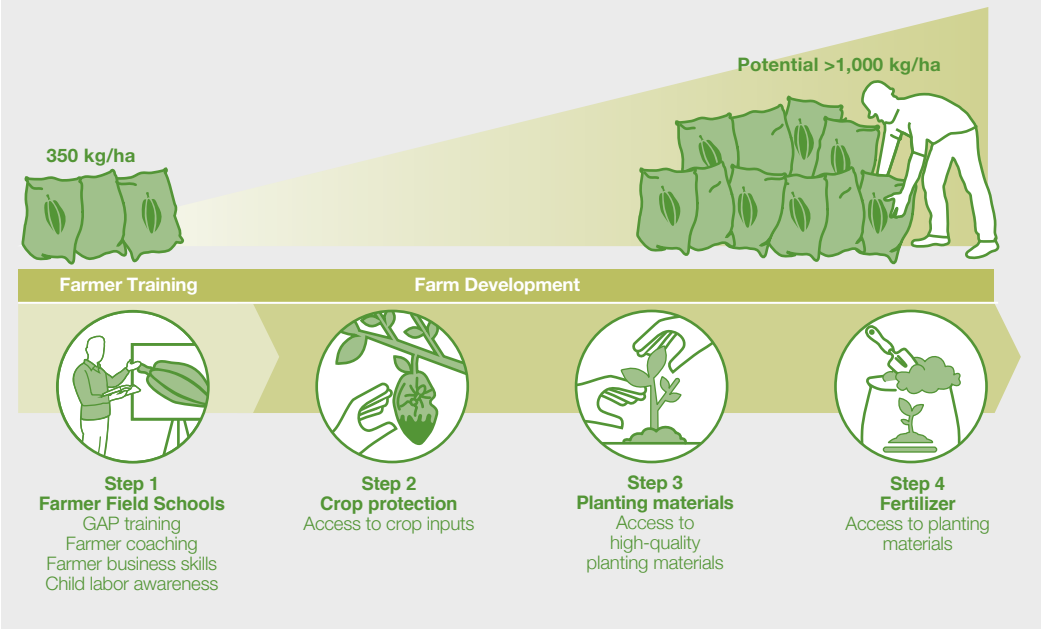 Potential >1,000 kg/ha
350 kg/ha
Farmer Training
Farm Development
Step 1
Farmer Field Schools
GAP training
Farmer coaching
Farmer business skills
Child labor awareness
Step 2
Crop protection
Access to crop inputs
Step 3
Planting materials
Access to
high-quality
planting materials
Step 4
Fertilizer
Access to planting
materials